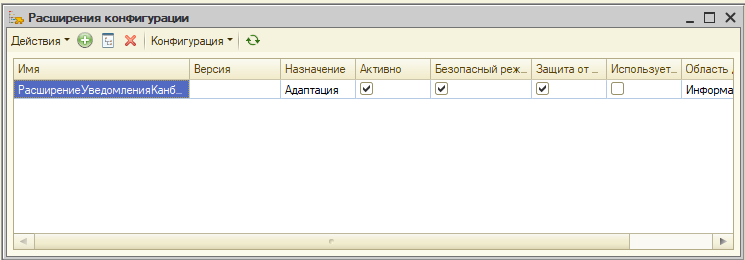 Расширения конфигурации
Действия Конфигурация
Имя Версия Назначение Активно Безопасный реж... Защита от ... Использует... Область
РасширениеУведомленияКанб... Адаптация Информа